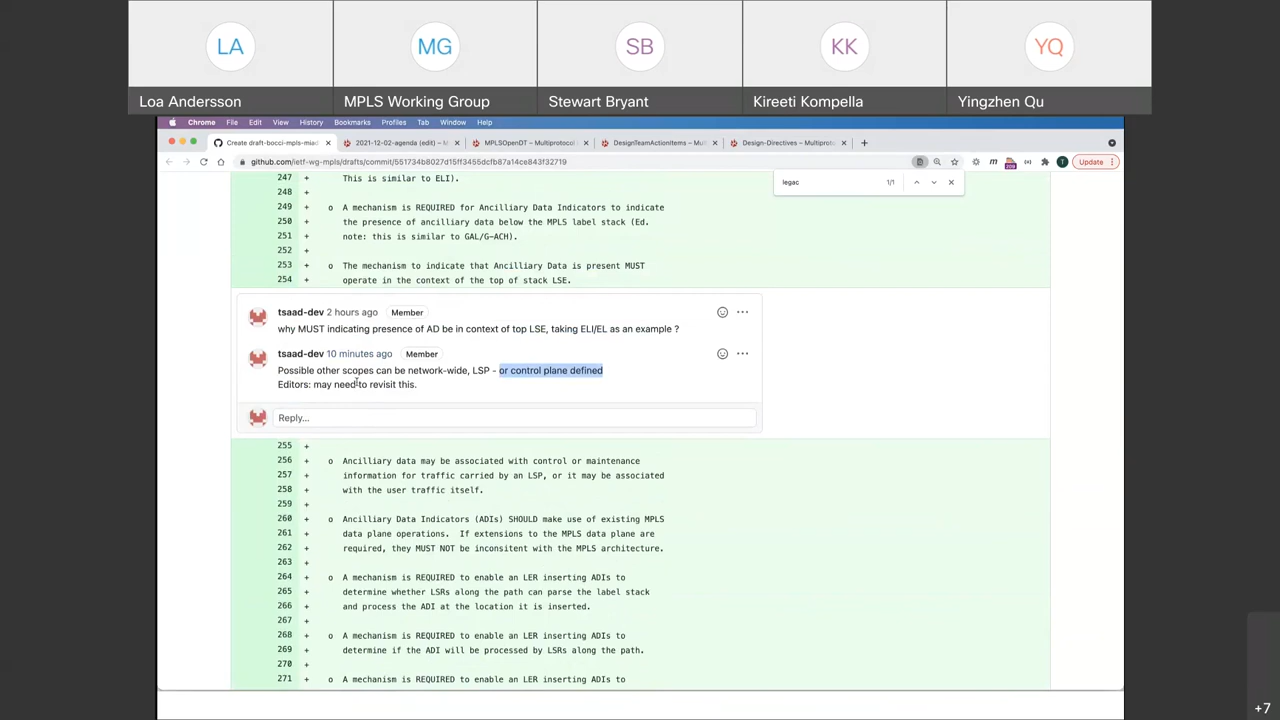 LA
MG
SB
KK
YQ
Loa Andersson
MPLS Working Group
Stewart Bryant
Kireeti Kompella
Yingzhen Qu
Chrome File Edit View History Bookmarks Profiles Tab Window Help
Create draft-bocci-mpls-miad
2021-12-02-agenda (edit) – M
MPLSOpenDT – Multiprotocol
DesignTeamActionItems – Mul
Design-Directives – Multiproto
github.com/ietf-wg-mpls/drafts/commit/551734b8027d15ff3455dcfb87a14ce843f32719
Update
legac
1/1
247 + This is similar to ELI).
248 +
249 + o A mechanism is REQUIRED for Ancilliary Data Indicators to indicate
250 + the presence of ancilliary data below the MPLS label stack (Ed.
251 + note: this is similar to GAL/G-ACH).
252 +
253 + o The mechanism to indicate that Ancilliary Data is present MUST
254 + operate in the context of the top of stack LSE.
tsaad-dev 2 hours ago Member
why MUST indicating presence of AD be in context of top LSE, taking ELI/EL as an example ?
tsaad-dev 10 minutes ago Member
Possible other scopes can be network-wide, LSP - or control plane defined
Editors: may need to revisit this.
Reply...
255 +
256 + o Ancilliary data may be associated with control or maintenance
257 + information for traffic carried by an LSP, or it may be associated
258 + with the user traffic itself.
259 +
260 + o Ancilliary Data Indicators (ADIs) SHOULD make use of existing MPLS
261 + data plane operations. If extensions to the MPLS data plane are
262 + required, they MUST NOT be inconsitent with the MPLS architecture.
263 +
264 + o A mechanism is REQUIRED to enable an LER inserting ADIs to
265 + determine whether LSRs along the path can parse the label stack
266 + and process the ADI at the location it is inserted.
267 +
268 + o A mechanism is REQUIRED to enable an LER inserting ADIs to
269 + determine if the ADI will be processed by LSRs along the path.
270 +
271 + o A mechanism is REQUIRED to enable an LER inserting ADIs to
+7